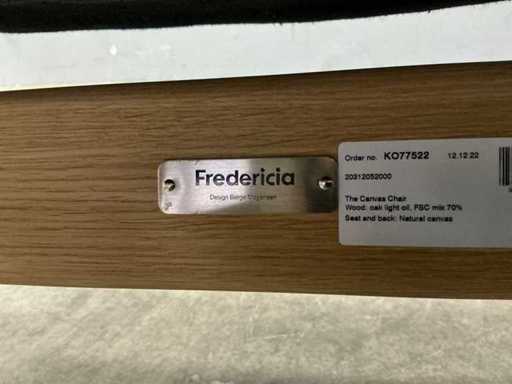 Fredericia
Design Børge Mogensen
Order no. KO77522 12.12.22
20312052000
The Canvas Chair
Wood: oak light oil, FSC mix 70%
Seat and back: Natural canvas